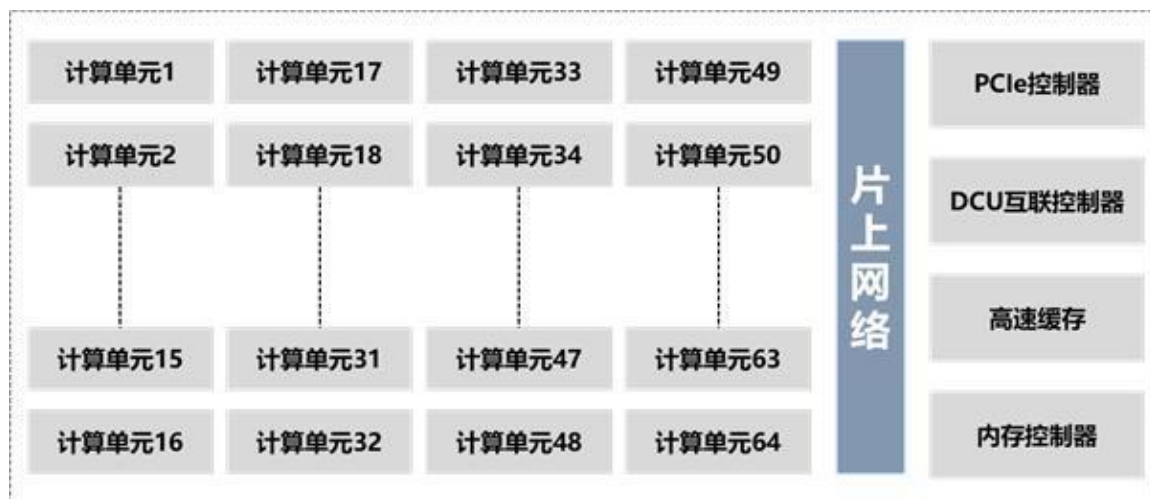 计算单元1
计算单元17
计算单元33
计算单元49
计算单元2
计算单元18
计算单元34
计算单元50
计算单元15
计算单元31
计算单元47
计算单元63
计算单元16
计算单元32
计算单元48
计算单元64
片上网络
PCIe控制器
DCU互联控制器
高速缓存
内存控制器